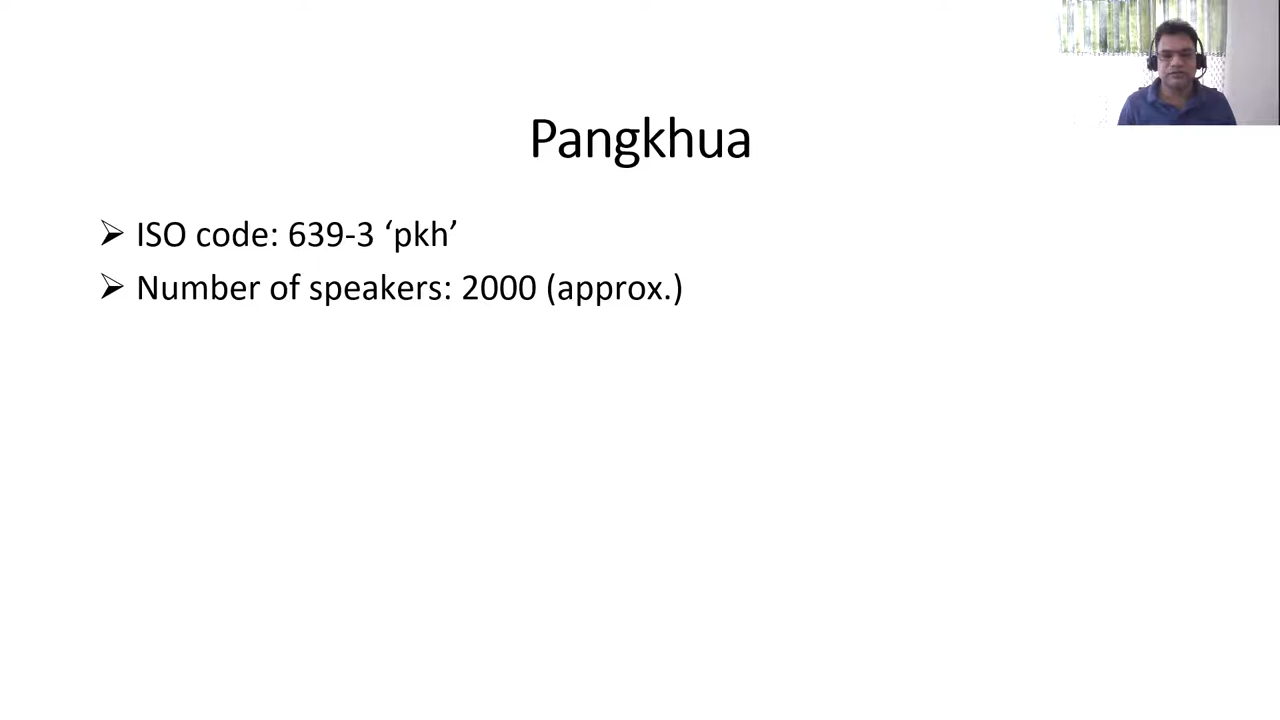 Pangkhua
➢ ISO code: 639-3 ‘pkh’
➢ Number of speakers: 2000 (approx.)